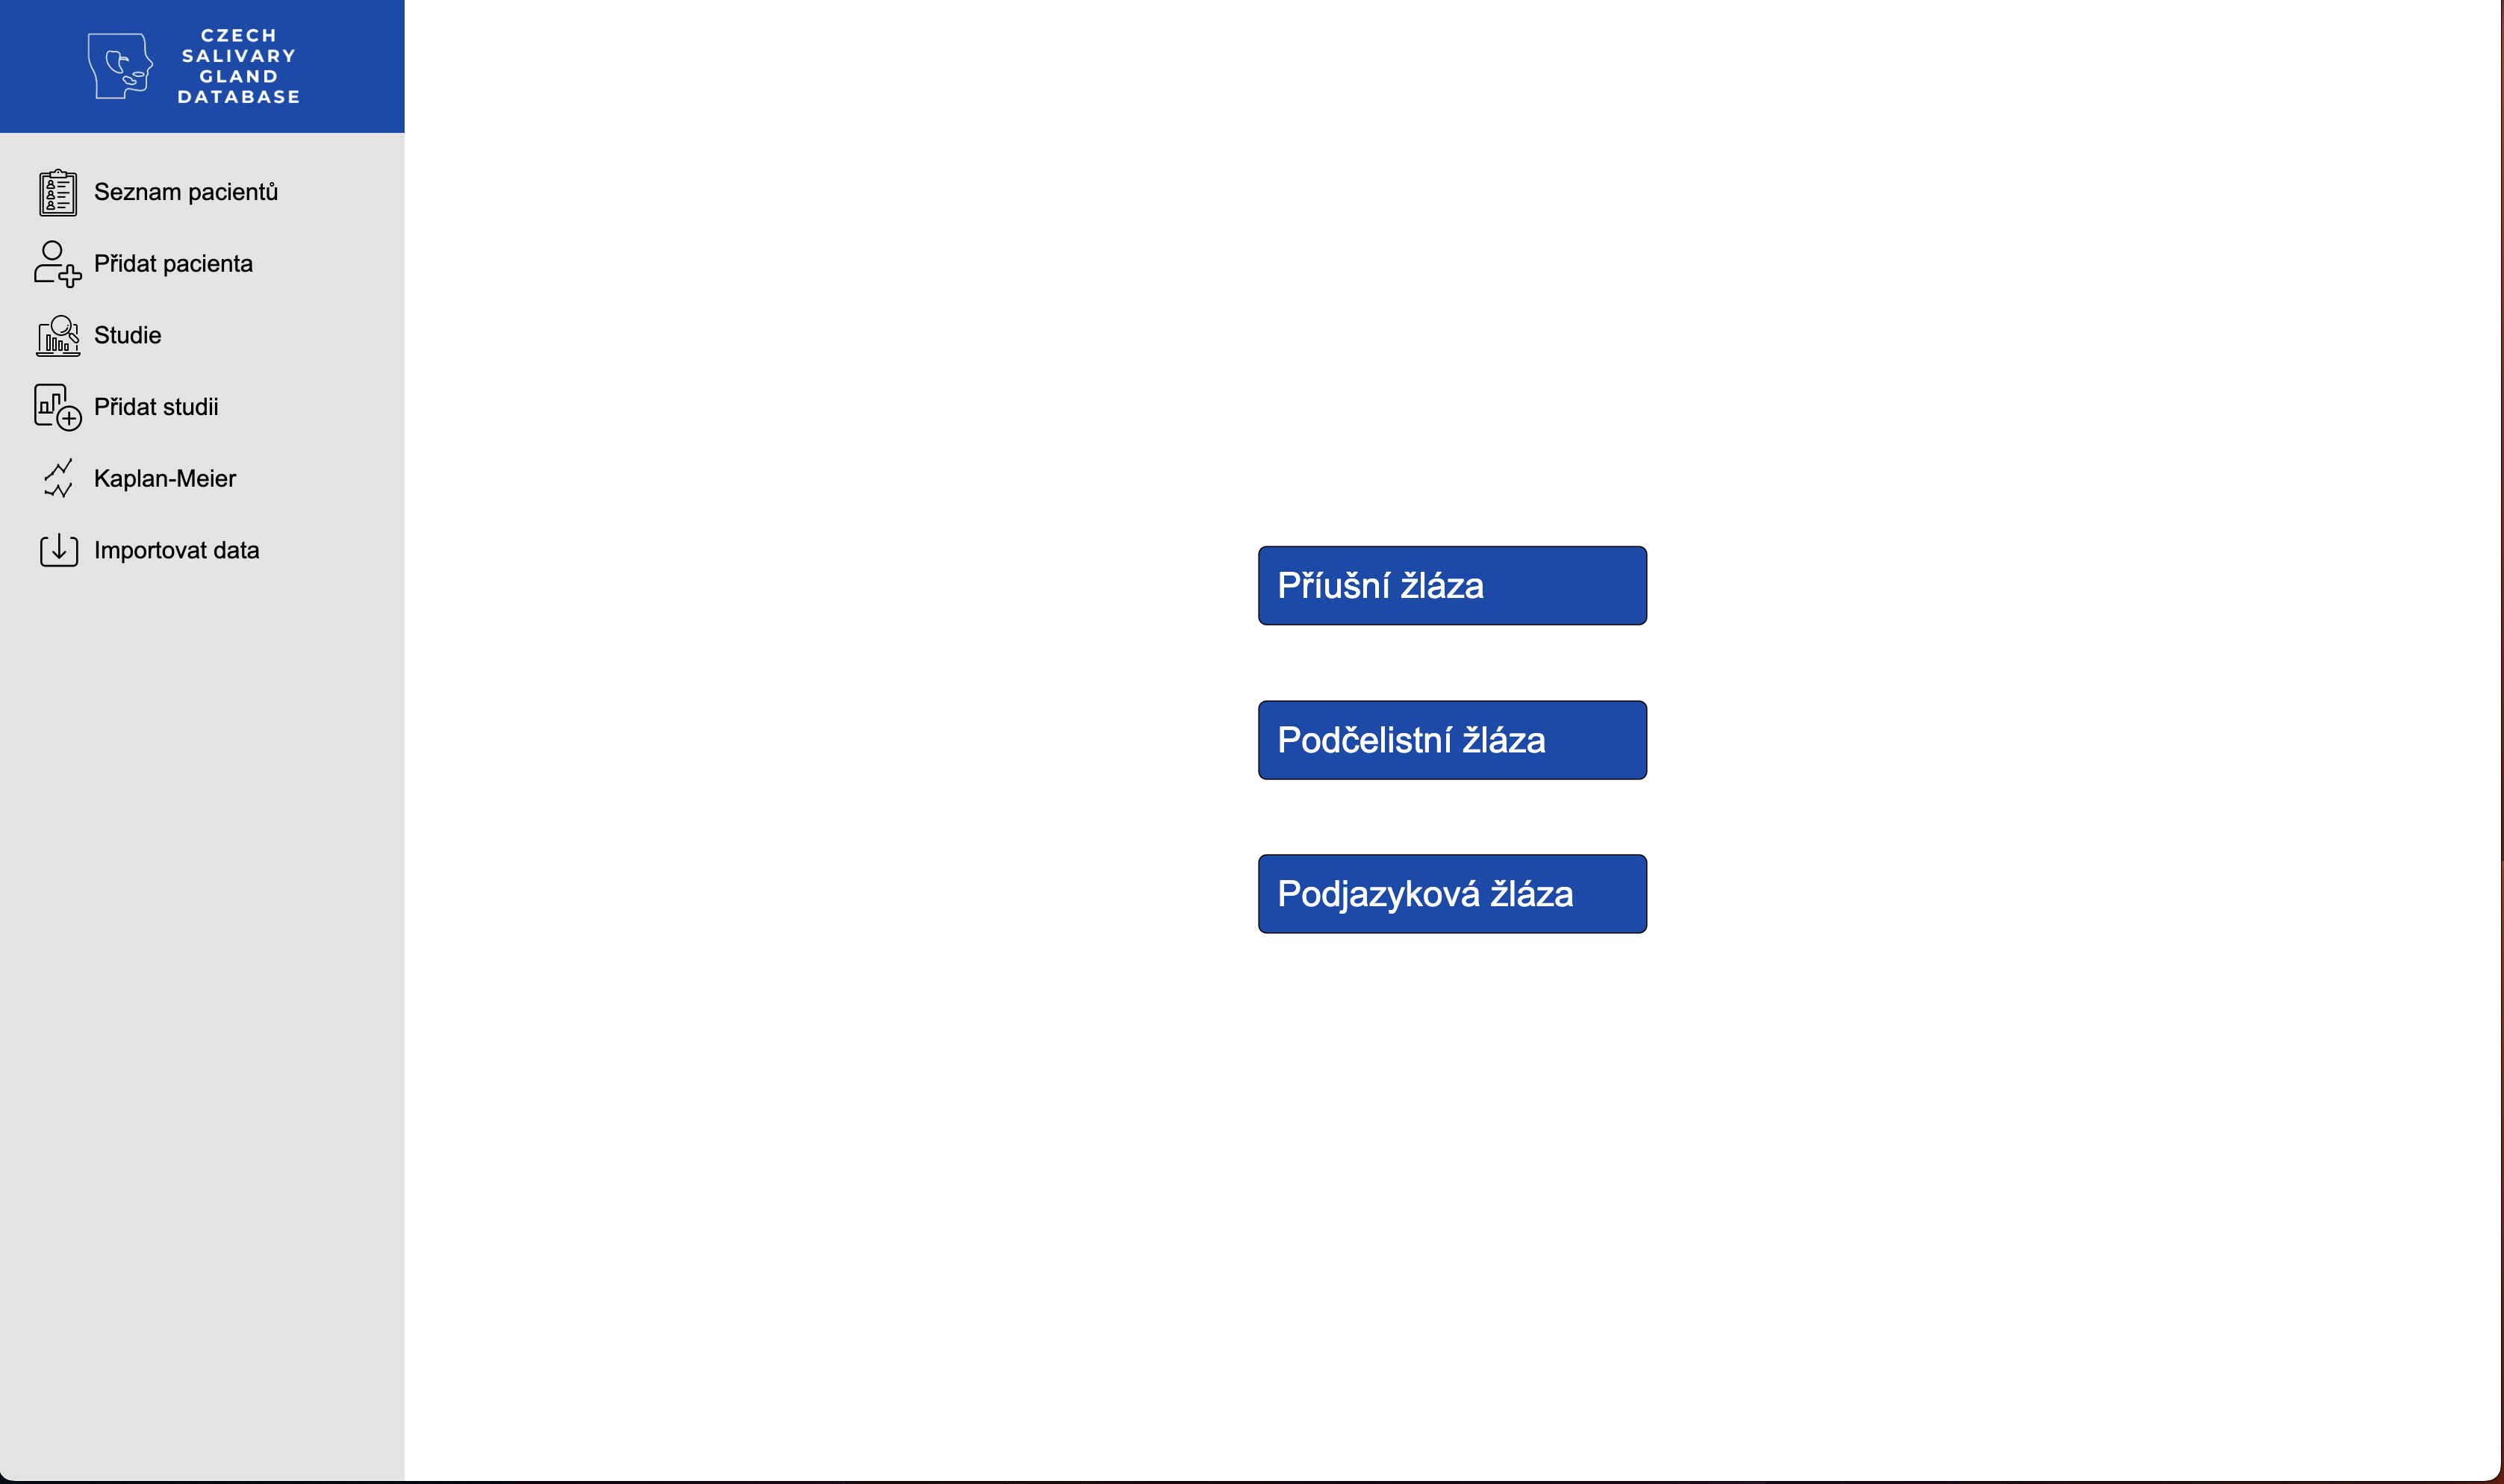 CZECH
SALIVARY
GLAND
DATABASE
Seznam pacientů
Přidat pacienta
Studie
Přidat studii
Kaplan-Meier
Importovat data
Příušní žláza
Podčelistní žláza
Podjazyková žláza